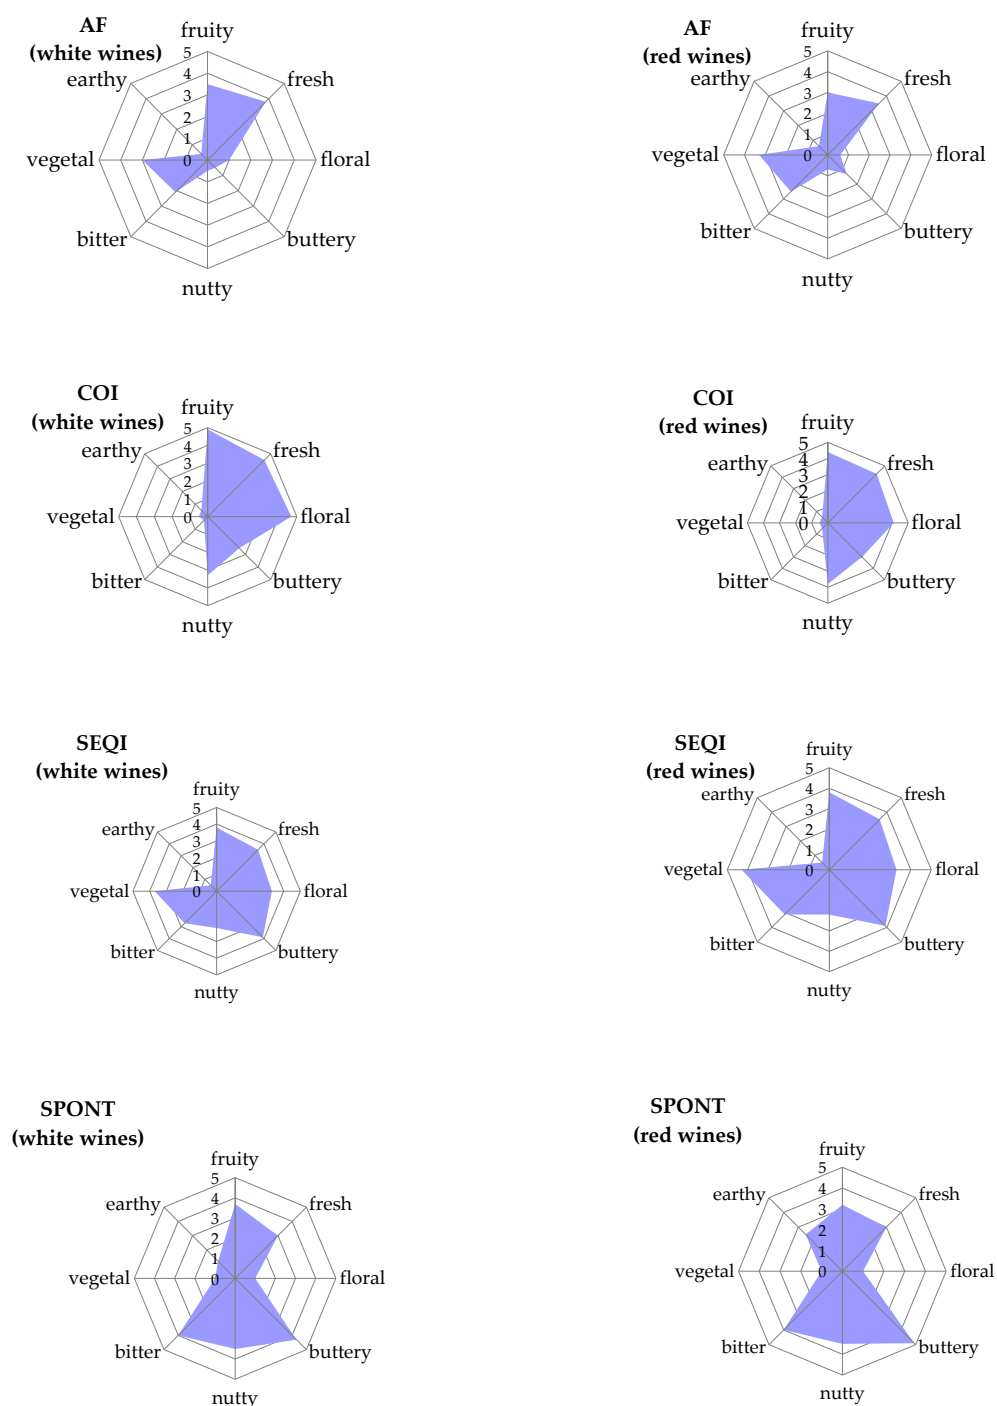 AF
(white wines)
fruity
5
4
3
2
1
0
fresh
floral
buttery
nutty
bitter
vegetal
earthy
AF
(red wines)
fruity
5
4
3
2
1
0
fresh
floral
buttery
nutty
bitter
vegetal
earthy
COI
(white wines)
fruity
5
4
3
2
1
0
fresh
floral
buttery
nutty
bitter
vegetal
earthy
COI
(red wines)
fruity
5
4
3
2
1
0
fresh
floral
buttery
nutty
bitter
vegetal
earthy
SEQI
(white wines)
fruity
5
4
3
2
1
0
fresh
floral
buttery
nutty
bitter
vegetal
earthy
SEQI
(red wines)
fruity
5
4
3
2
1
0
fresh
floral
buttery
nutty
bitter
vegetal
earthy
SPONT
(white wines)
fruity
5
4
3
2
1
0
fresh
floral
buttery
nutty
bitter
vegetal
earthy
SPONT
(red wines)
fruity
5
4
3
2
1
0
fresh
floral
buttery
nutty
bitter
vegetal
earthy